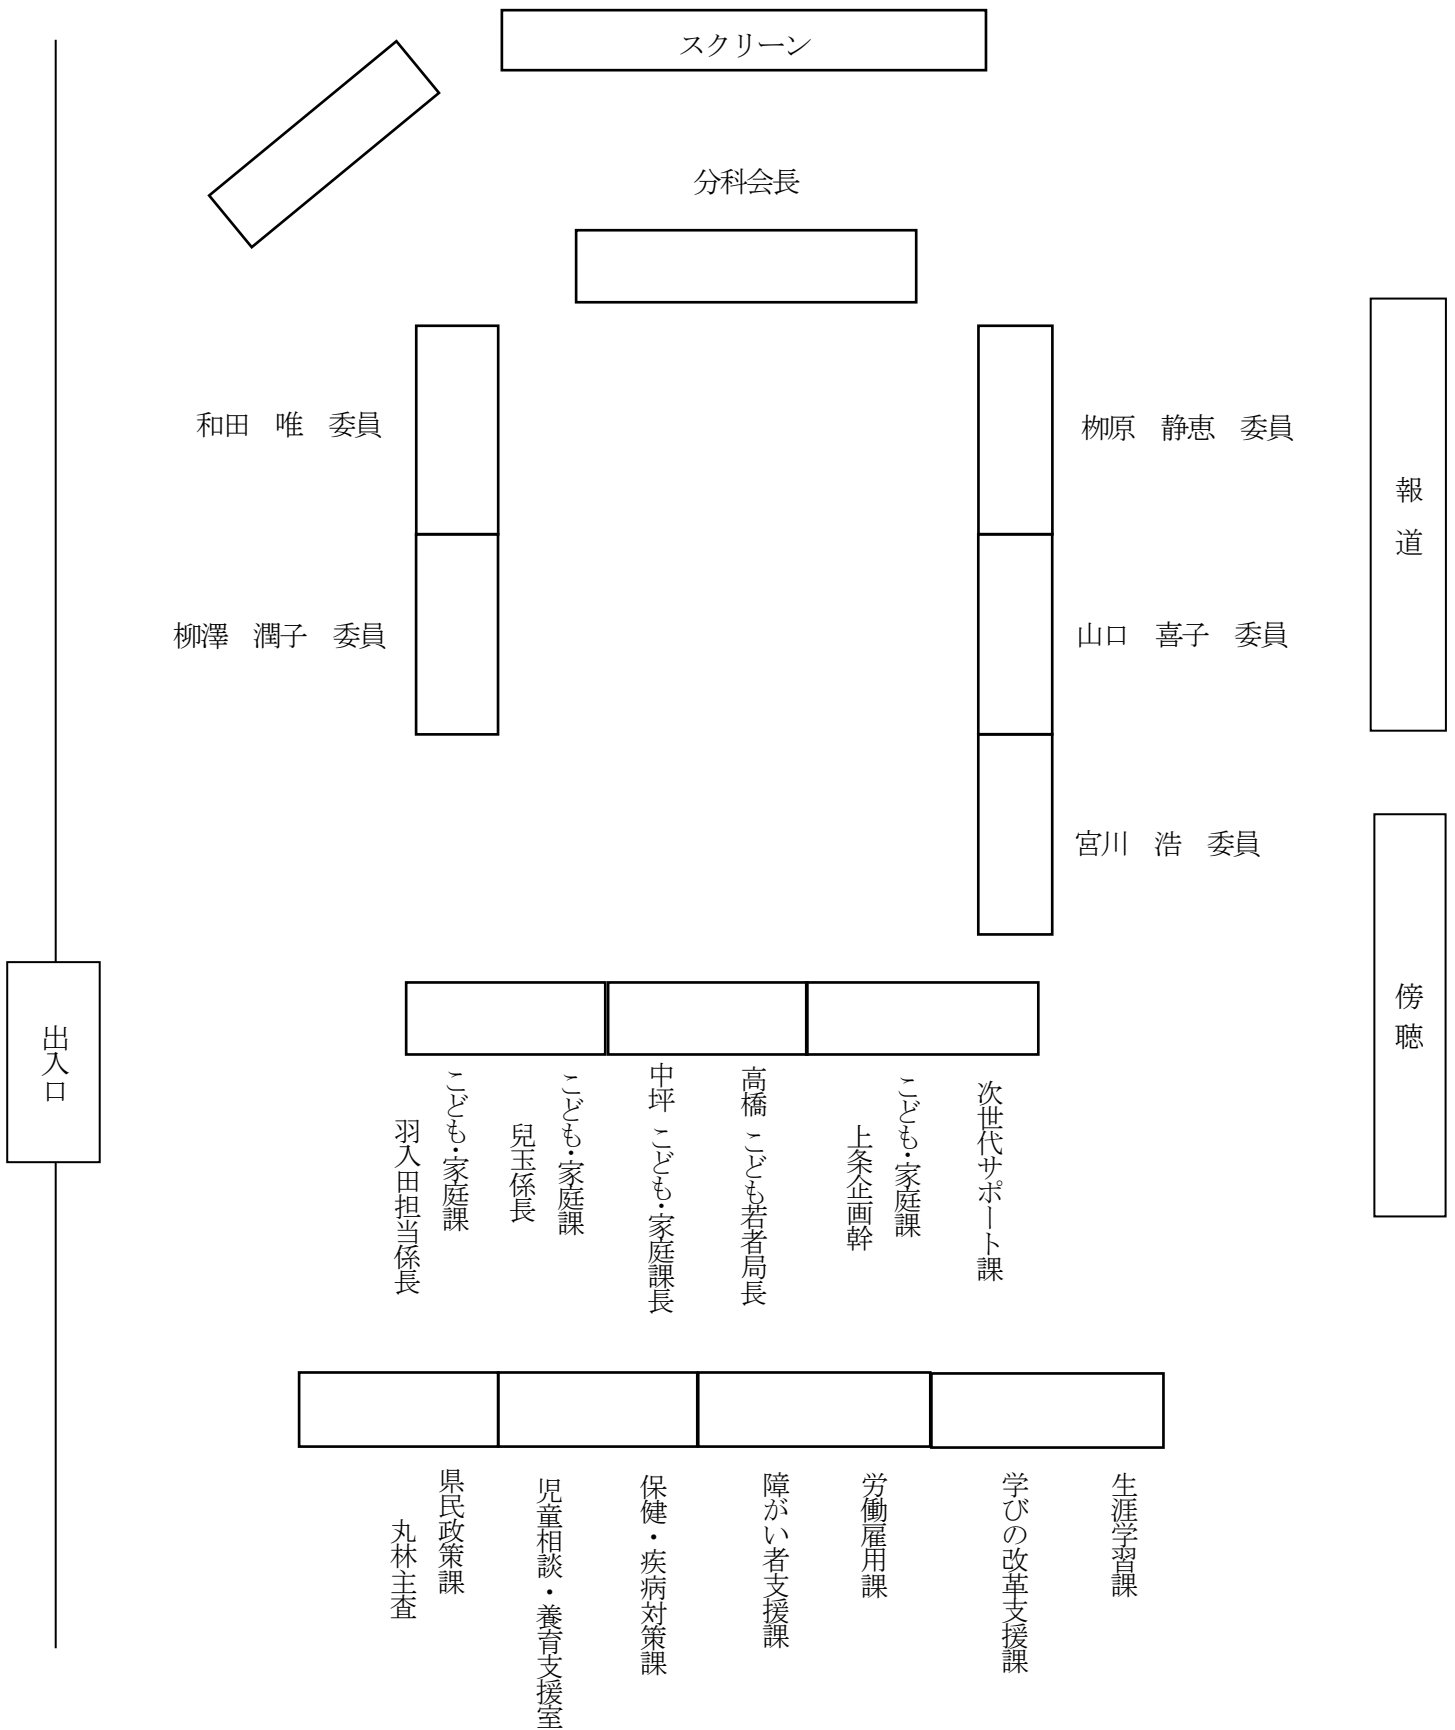 スクリーン
分科会長
和田　唯　委員
栁原　静恵　委員
報道
柳澤　潤子　委員
山口　喜子　委員
宮川　浩　委員
傍聴
出入口
次世代サポート課
こども・家庭課
上条企画幹
高橋 こども若者局長
中坪 こども・家庭課長
こども・家庭課
兒玉係長
こども・家庭課
羽入田担当係長
生涯学習課
学びの改革支援課
労働雇用課
障がい者支援課
保健・疾病対策課
児童相談・養育支援室
県民政策課
丸林主査